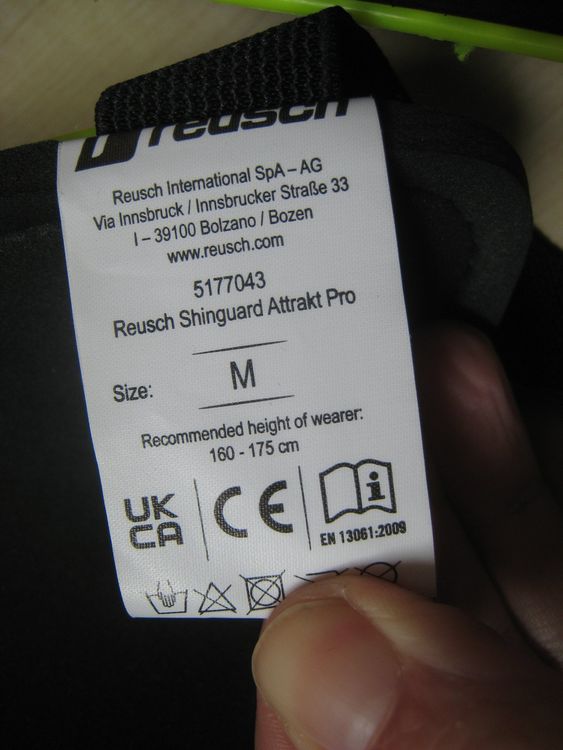 reusch
Reusch International SpA – AG
Via Innsbruck / Innsbrucker Straße 33
I – 39100 Bolzano / Bozen
www.reusch.com
5177043
Reusch Shinguard Attrakt Pro
Size: M
Recommended height of wearer:
160 - 175 cm
UK
CA
CE
i
EN 13061:2009